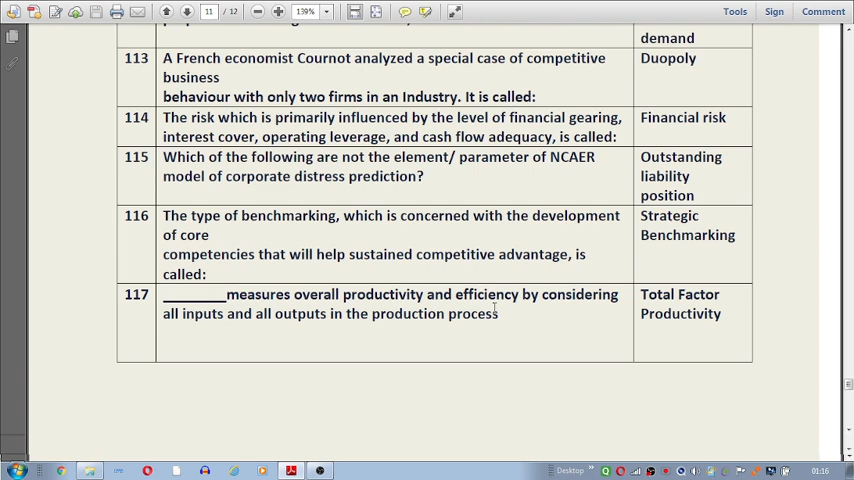 11 / 12
139%
Tools
Sign
Comment
demand
113
A French economist Cournot analyzed a special case of competitive
business
behaviour with only two firms in an Industry. It is called:
Duopoly
114
The risk which is primarily influenced by the level of financial gearing,
interest cover, operating leverage, and cash flow adequacy, is called:
Financial risk
115
Which of the following are not the element/ parameter of NCAER
model of corporate distress prediction?
Outstanding
liability
position
116
The type of benchmarking, which is concerned with the development
of core
competencies that will help sustained competitive advantage, is
called:
Strategic
Benchmarking
117
________measures overall productivity and efficiency by considering
all inputs and all outputs in the production process
Total Factor
Productivity
Desktop
01:16